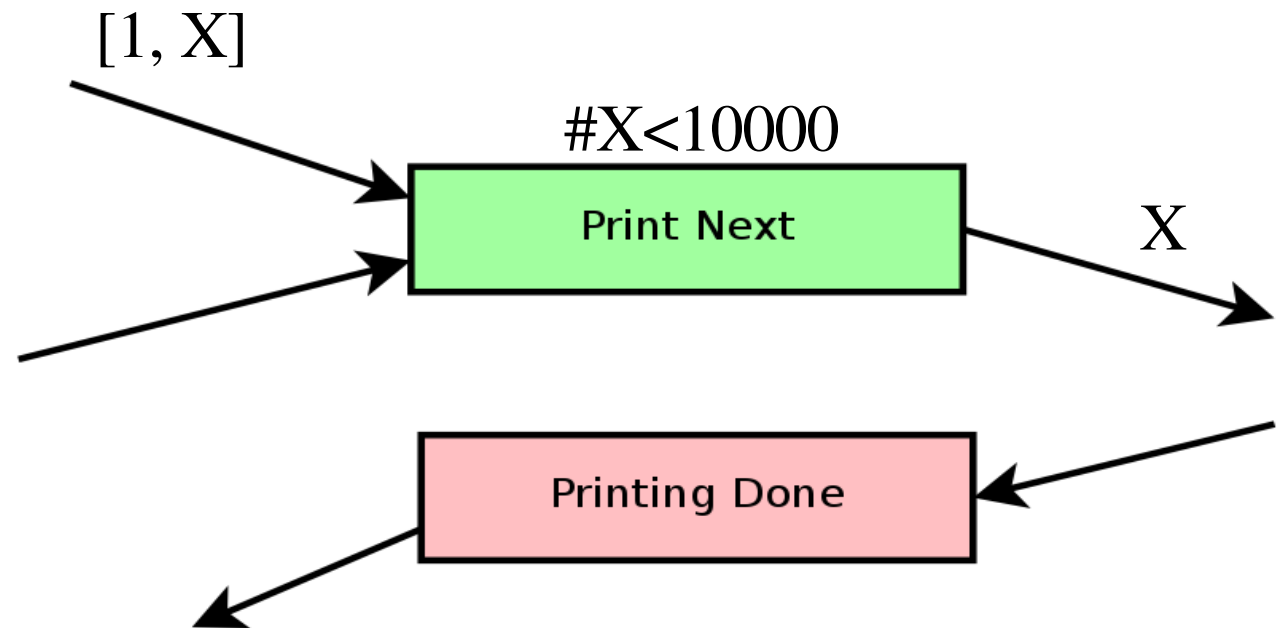 [1, X]
#X<10000
Print Next
X
Printing Done